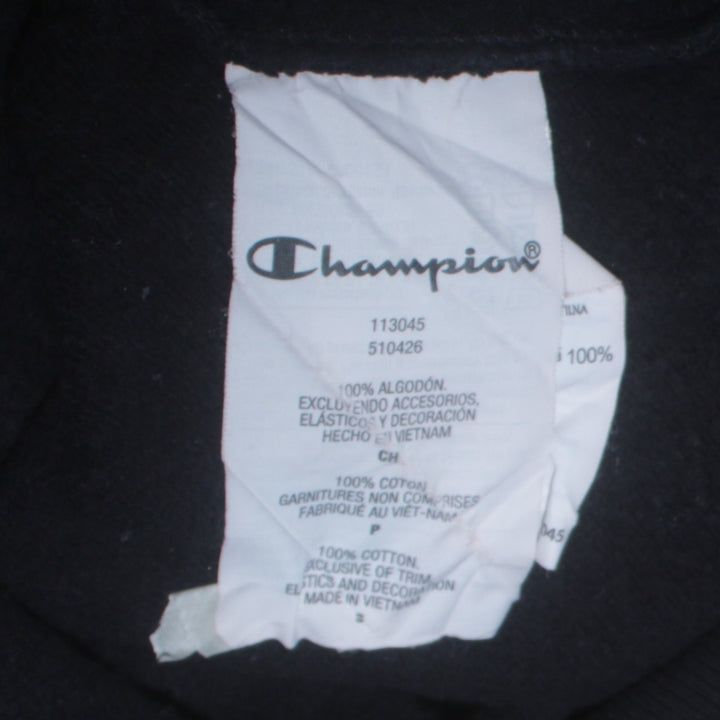 Champion®
113045
510426
100% ALGODÓN.
EXCLUYENDO ACCESORIOS,
ELÁSTICOS Y DECORACIÓN
HECHO EN VIETNAM
CH
100% COTON
GARNITURES NON COMPRISES
FABRIQUÉ AU VIÊT-NAM
P
100% COTTON.
EXCLUSIVE OF TRIM,
ELASTICS AND DECORATION
MADE IN VIETNAM
S
100%